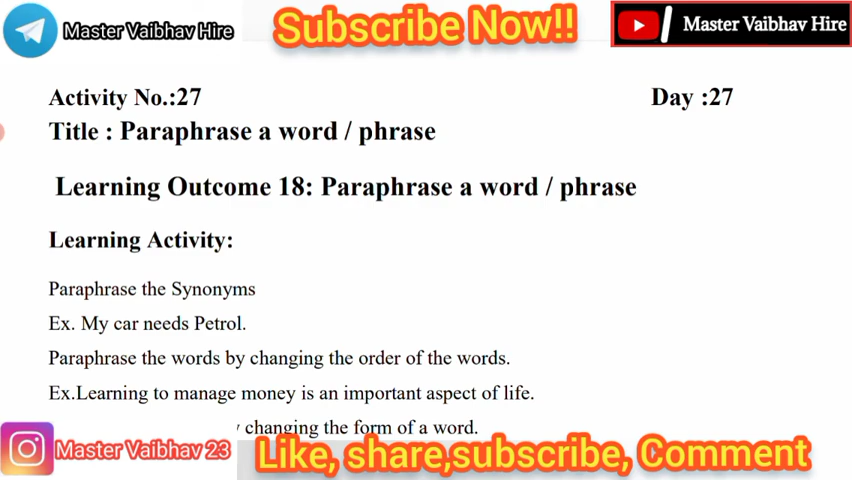 Master Vaibhav Hire
Subscribe Now!!
Master Vaibhav Hire
Activity No.:27 Day :27
Title : Paraphrase a word / phrase
Learning Outcome 18: Paraphrase a word / phrase
Learning Activity:
Paraphrase the Synonyms
Ex. My car needs Petrol.
Paraphrase the words by changing the order of the words.
Ex.Learning to manage money is an important aspect of life.
changing the form of a word.
Master Vaibhav 23
Like, share,subscribe, Comment